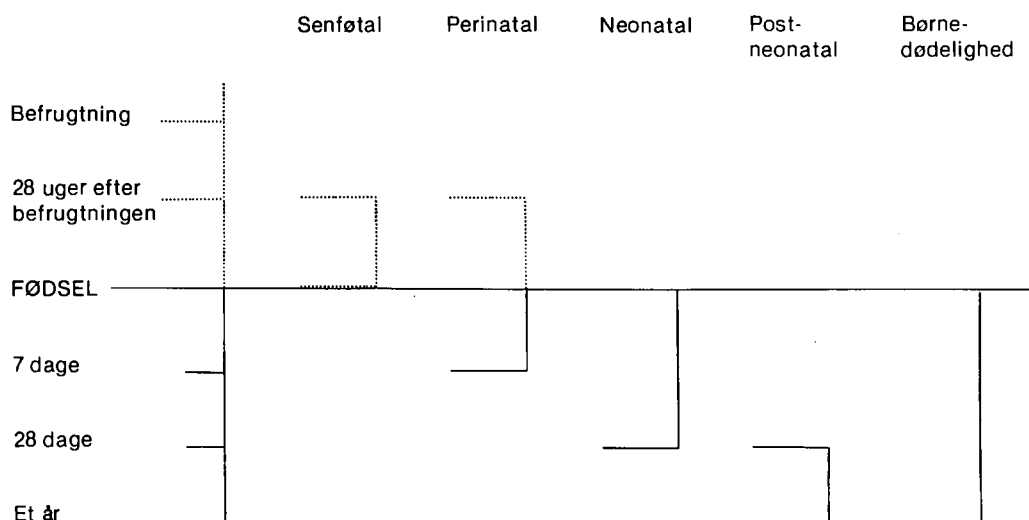 Senføtal Perinatal Neonatal Post- Børne-
neonatal dødelighed
Befrugtning
28 uger efter
befrugtningen
FØDSEL
7 dage
28 dage
Et år